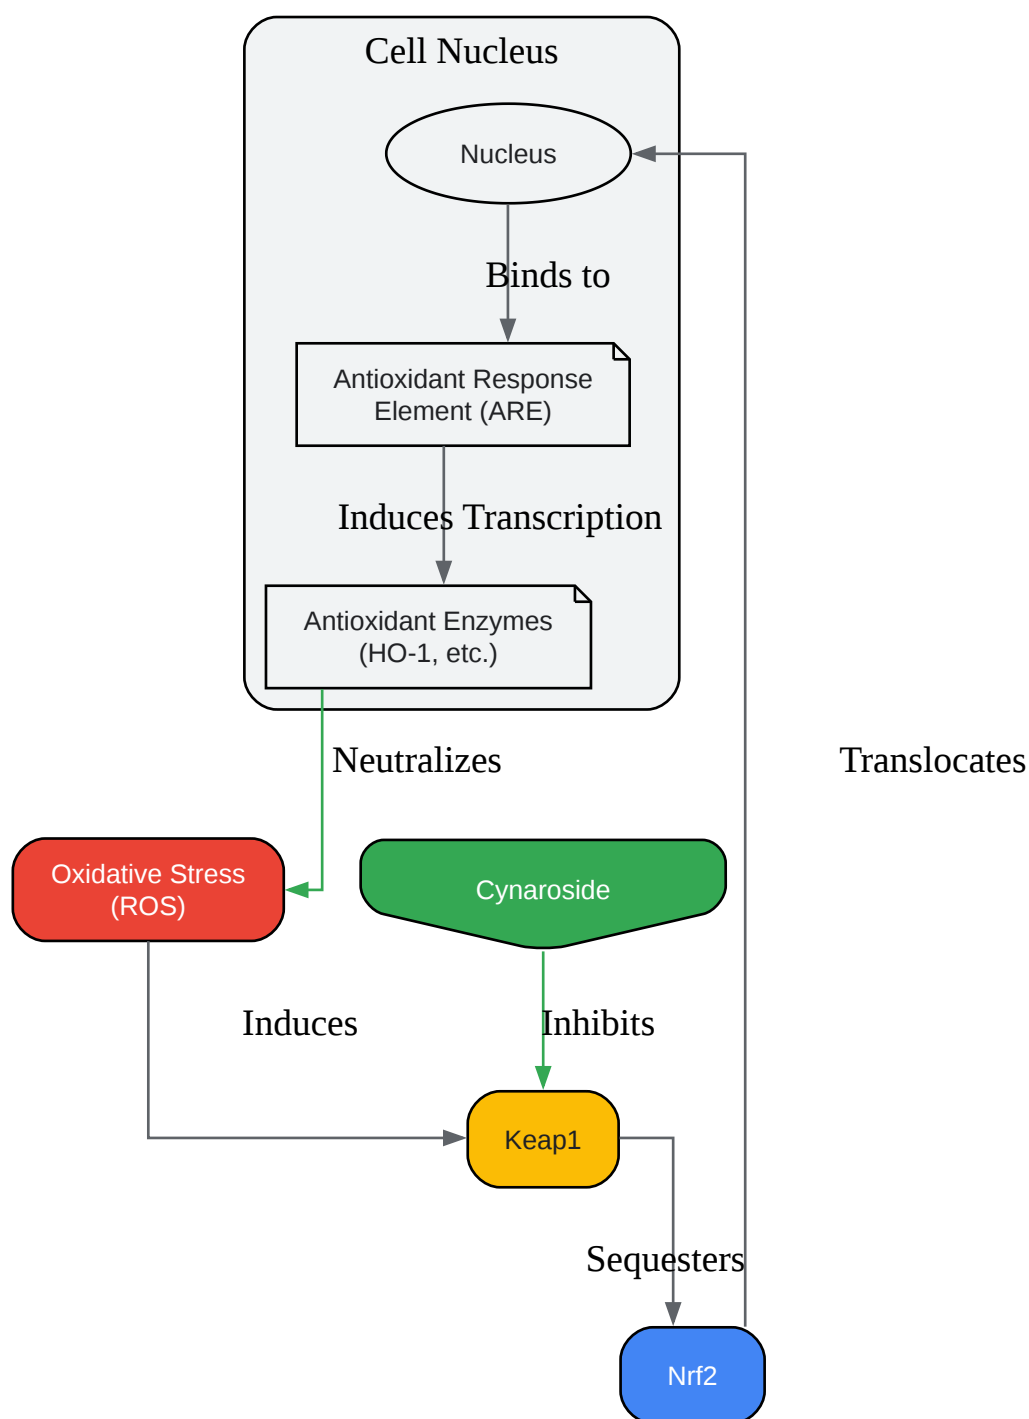 Cell Nucleus
Nucleus
Binds to
Antioxidant Response
Element (ARE)
Induces Transcription
Antioxidant Enzymes
(HO-1, etc.)
Neutralizes
Translocates
Oxidative Stress
(ROS)
Cynaroside
Induces
Inhibits
Keap1
Sequesters
Nrf2